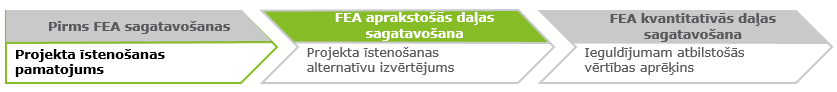 Pirms FEA sagatavošanas
Projekta īstenošanas
pamatojums
FEA aprakstošās daļas
sagatavošana
Projekta īstenošanas
alternatīvu izvērtējums
FEA kvantitatīvās daļas
sagatavošana
Ieguldījumam atbilstošās
vērtības aprēķins